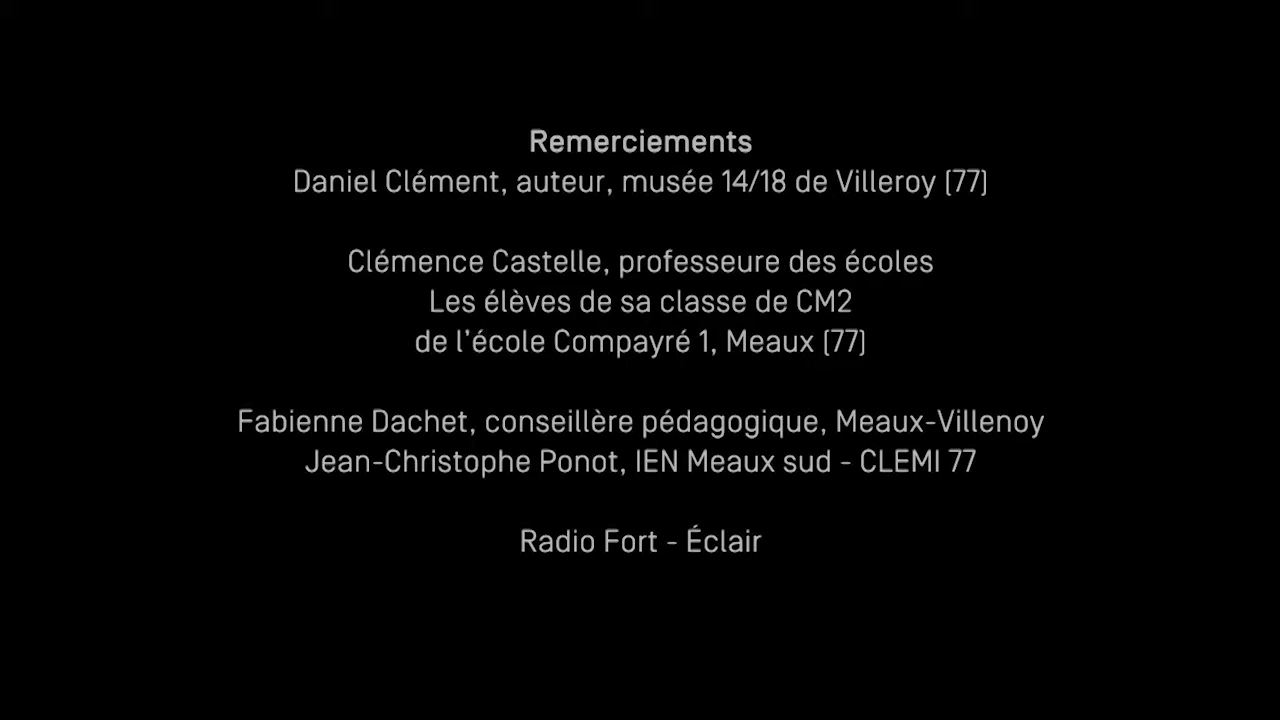 Remerciements
Daniel Clément, auteur, musée 14/18 de Villeroy (77)
Clémence Castelle, professeure des écoles
Les élèves de sa classe de CM2
de l'école Compayré 1, Meaux (77)
Fabienne Dachet, conseillère pédagogique, Meaux-Villenoy
Jean-Christophe Ponot, IEN Meaux sud - CLEMI 77
Radio Fort - Éclair